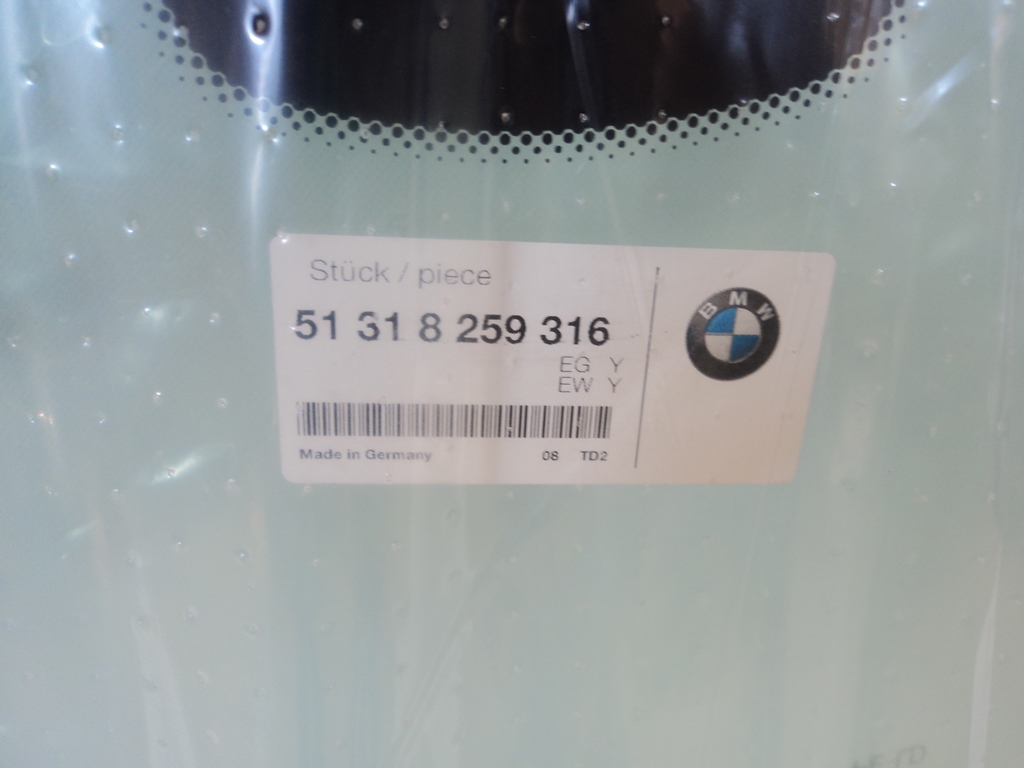 Stück / piece
51 31 8 259 316
EG Y
EW Y
Made in Germany 08 TD2
BMW